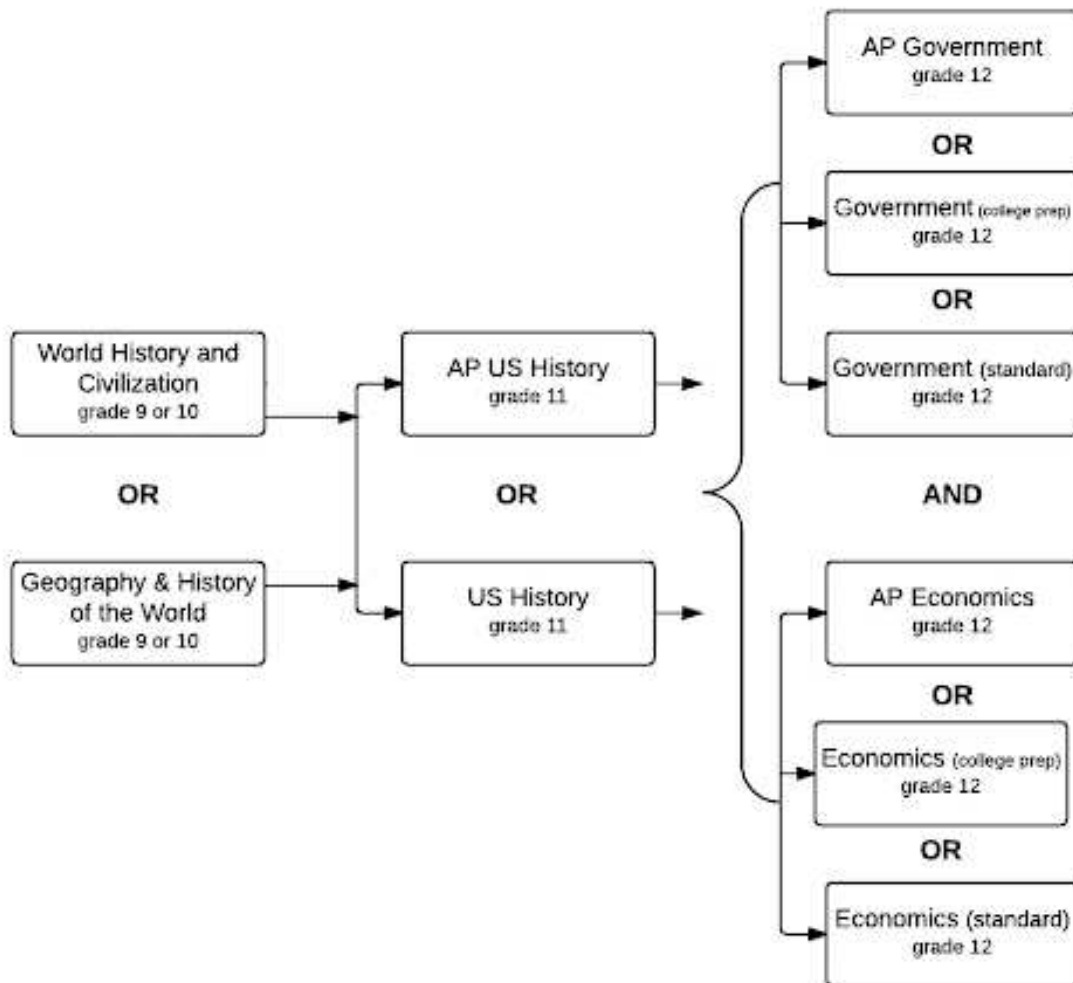 World History and
Civilization
grade 9 or 10
OR
Geography & History
of the World
grade 9 or 10
AP US History
grade 11
OR
US History
grade 11
AP Government
grade 12
OR
Government (college prep)
grade 12
OR
Government (standard)
grade 12
AND
AP Economics
grade 12
OR
Economics (college prep)
grade 12
OR
Economics (standard)
grade 12